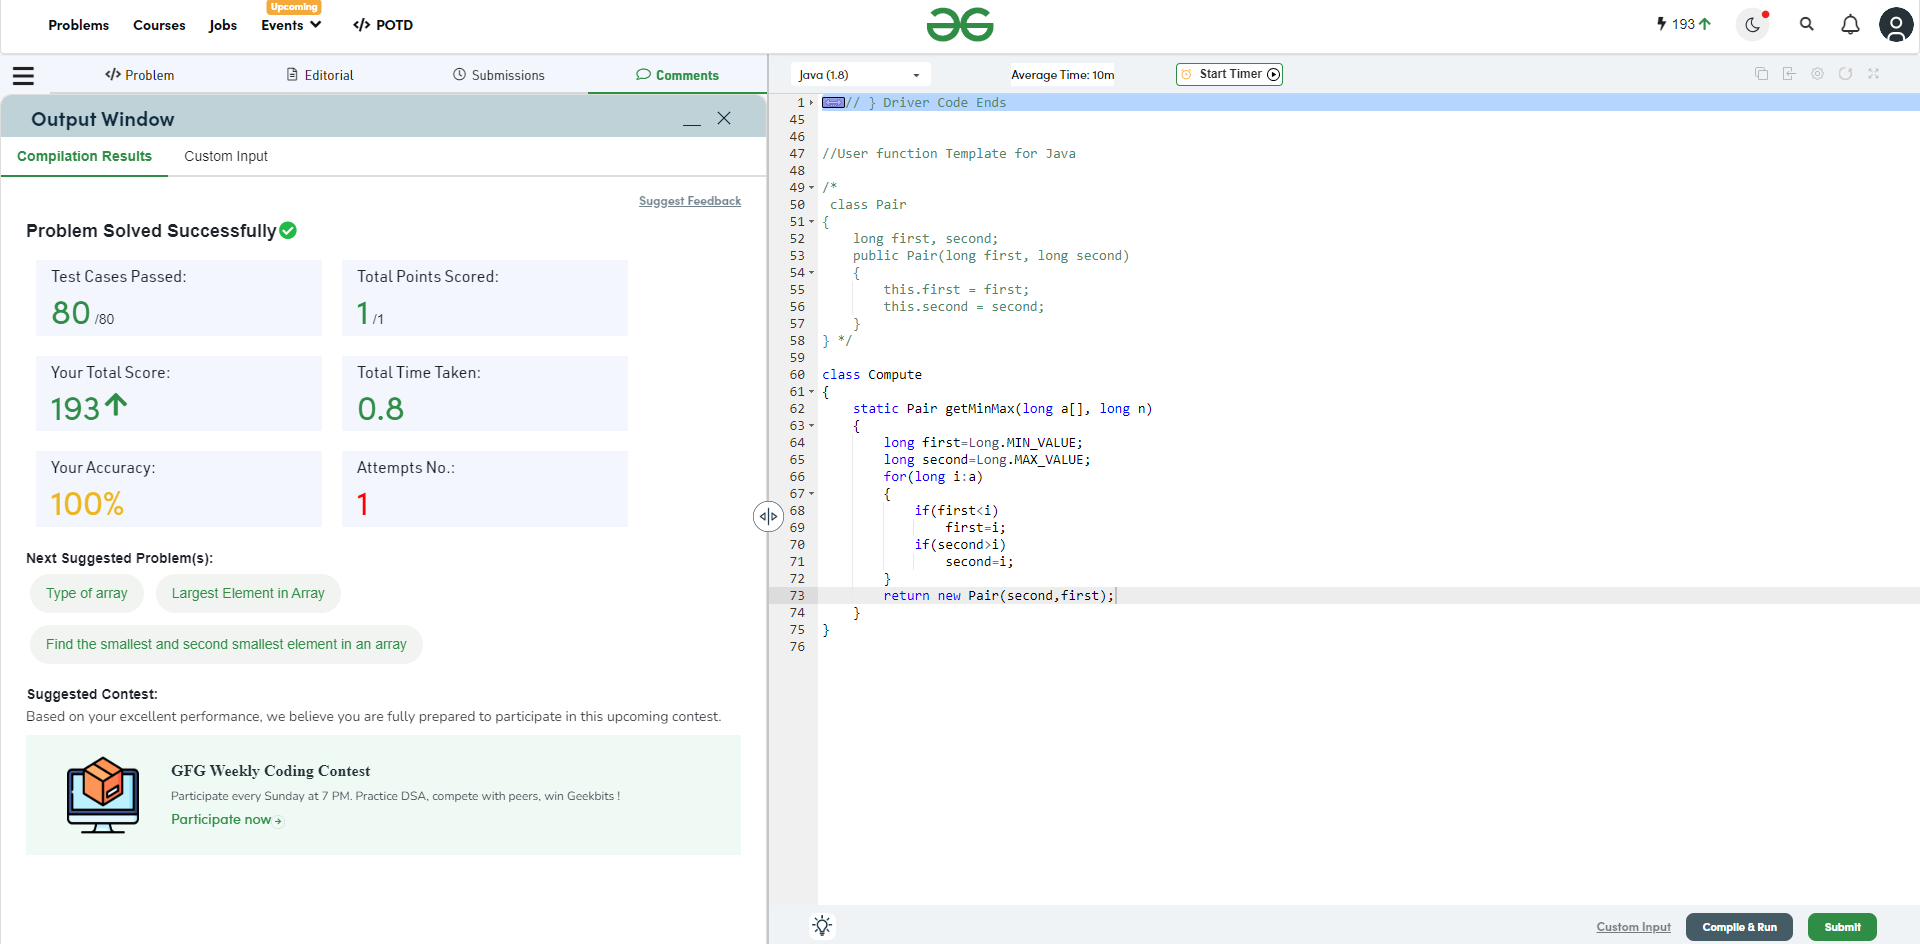 Problems Courses Jobs Upcoming Events </> POTD
193
</> Problem Editorial Submissions Comments
Output Window
Compilation Results Custom Input
Suggest Feedback
Problem Solved Successfully
Test Cases Passed:
80 /80
Total Points Scored:
1 /1
Your Total Score:
193
Total Time Taken:
0.8
Your Accuracy:
100%
Attempts No.:
1
Next Suggested Problem(s):
Type of array Largest Element in Array
Find the smallest and second smallest element in an array
Suggested Contest:
Based on your excellent performance, we believe you are fully prepared to participate in this upcoming contest.
GFG Weekly Coding Contest
Participate every Sunday at 7 PM. Practice DSA, compete with peers, win Geekbits !
Participate now
Java (1.8) Average Time: 10m Start Timer
1 // } Driver Code Ends
45
46
47 //User function Template for Java
48
49 /*
50 class Pair
51 {
52 long first, second;
53 public Pair(long first, long second)
54 {
55 this.first = first;
56 this.second = second;
57 }
58 } */
59
60 class Compute
61 {
62 static Pair getMinMax(long a[], long n)
63 {
64 long first=Long.MIN_VALUE;
65 long second=Long.MAX_VALUE;
66 for(long i:a)
67 {
68 if(first<i)
69 first=i;
70 if(second>i)
71 second=i;
72 }
73 return new Pair(second,first);
74 }
75 }
76
Custom Input Compile & Run Submit